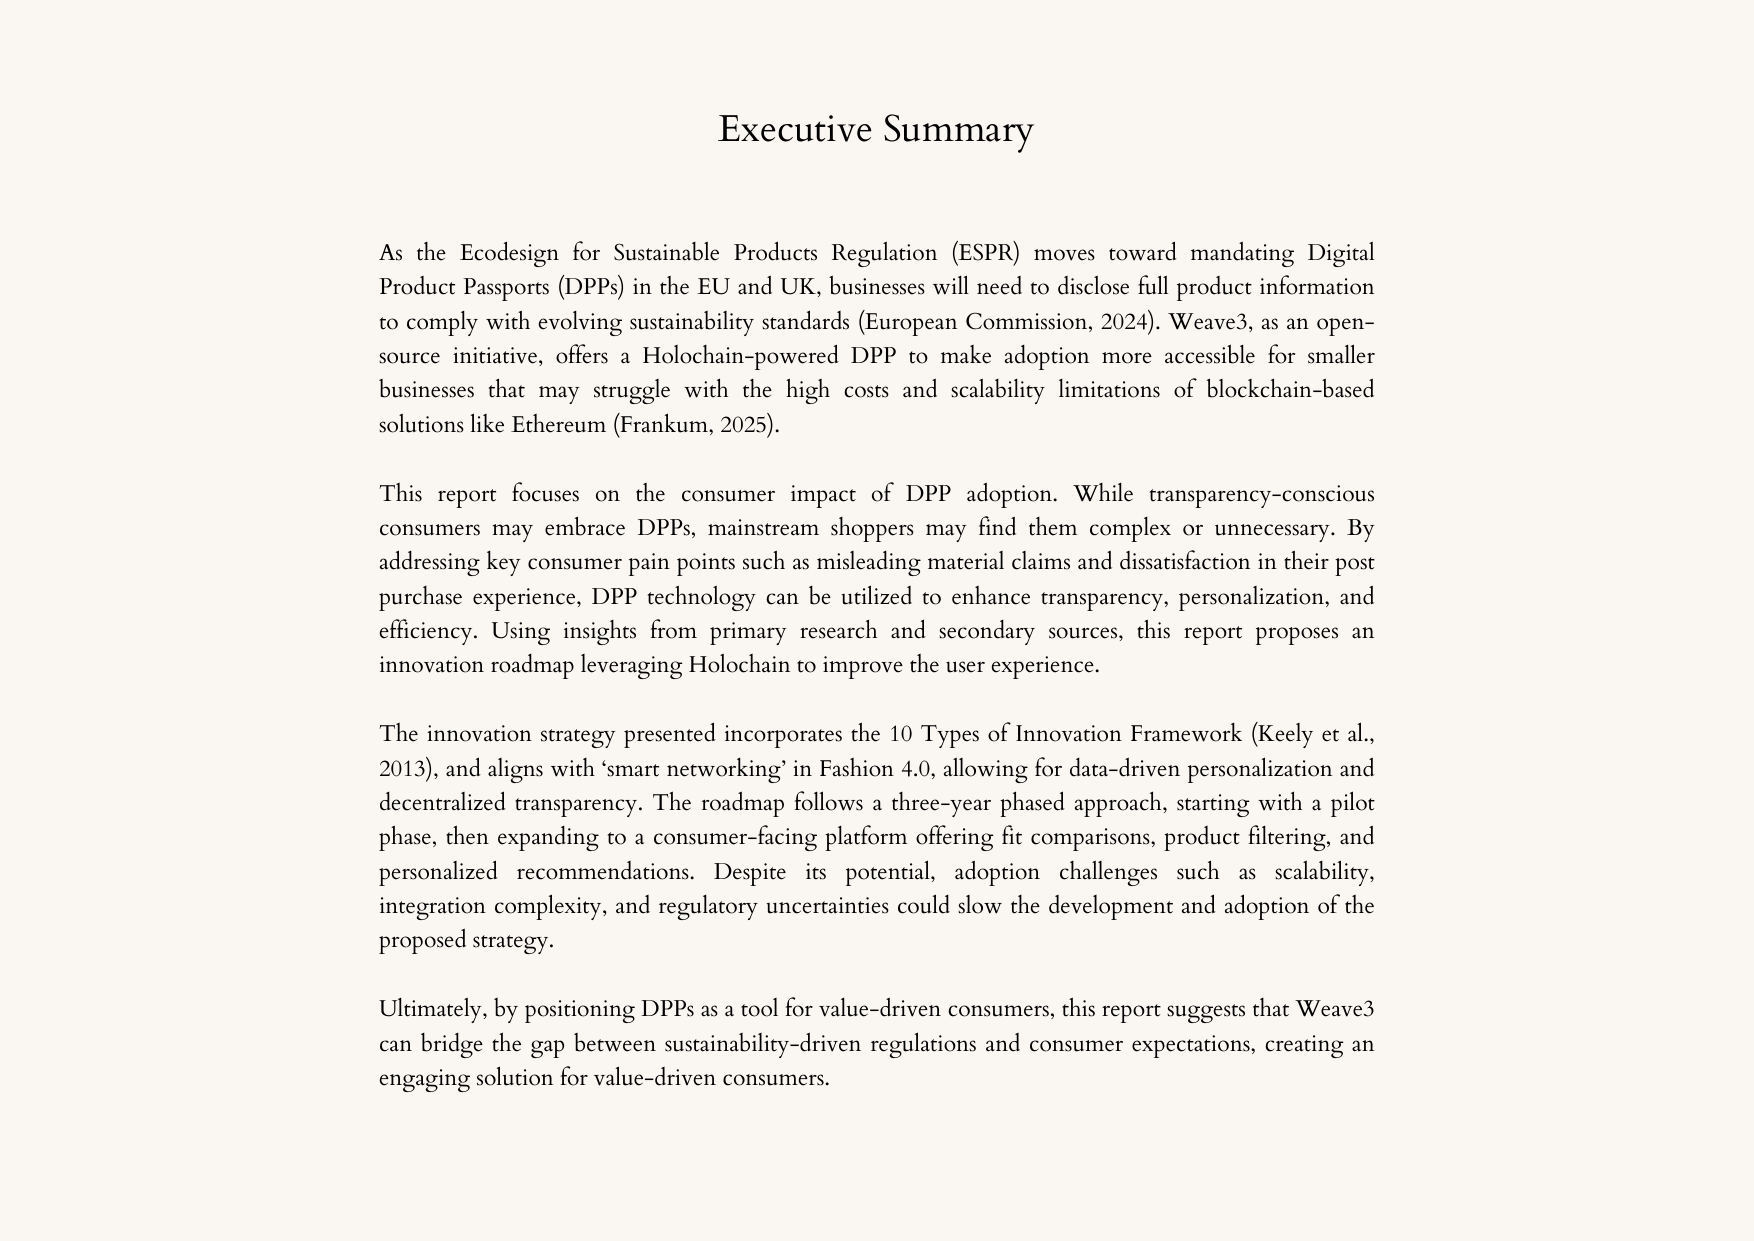 Executive Summary
As the Ecodesign for Sustainable Products Regulation (ESPR) moves toward mandating Digital
Product Passports (DPPs) in the EU and UK, businesses will need to disclose full product information
to comply with evolving sustainability standards (European Commission, 2024). Weave3, as an open-
source initiative, offers a Holochain-powered DPP to make adoption more accessible for smaller
businesses that may struggle with the high costs and scalability limitations of blockchain-based
solutions like Ethereum (Frankum, 2025).
This report focuses on the consumer impact of DPP adoption. While transparency-conscious
consumers may embrace DPPs, mainstream shoppers may find them complex or unnecessary. By
addressing key consumer pain points such as misleading material claims and dissatisfaction in their post
purchase experience, DPP technology can be utilized to enhance transparency, personalization, and
efficiency. Using insights from primary research and secondary sources, this report proposes an
innovation roadmap leveraging Holochain to improve the user experience.
The innovation strategy presented incorporates the 10 Types of Innovation Framework (Keely et al.,
2013), and aligns with ‘smart networking’ in Fashion 4.0, allowing for data-driven personalization and
decentralized transparency. The roadmap follows a three-year phased approach, starting with a pilot
phase, then expanding to a consumer-facing platform offering fit comparisons, product filtering, and
personalized recommendations. Despite its potential, adoption challenges such as scalability,
integration complexity, and regulatory uncertainties could slow the development and adoption of the
proposed strategy.
Ultimately, by positioning DPPs as a tool for value-driven consumers, this report suggests that Weave3
can bridge the gap between sustainability-driven regulations and consumer expectations, creating an
engaging solution for value-driven consumers.